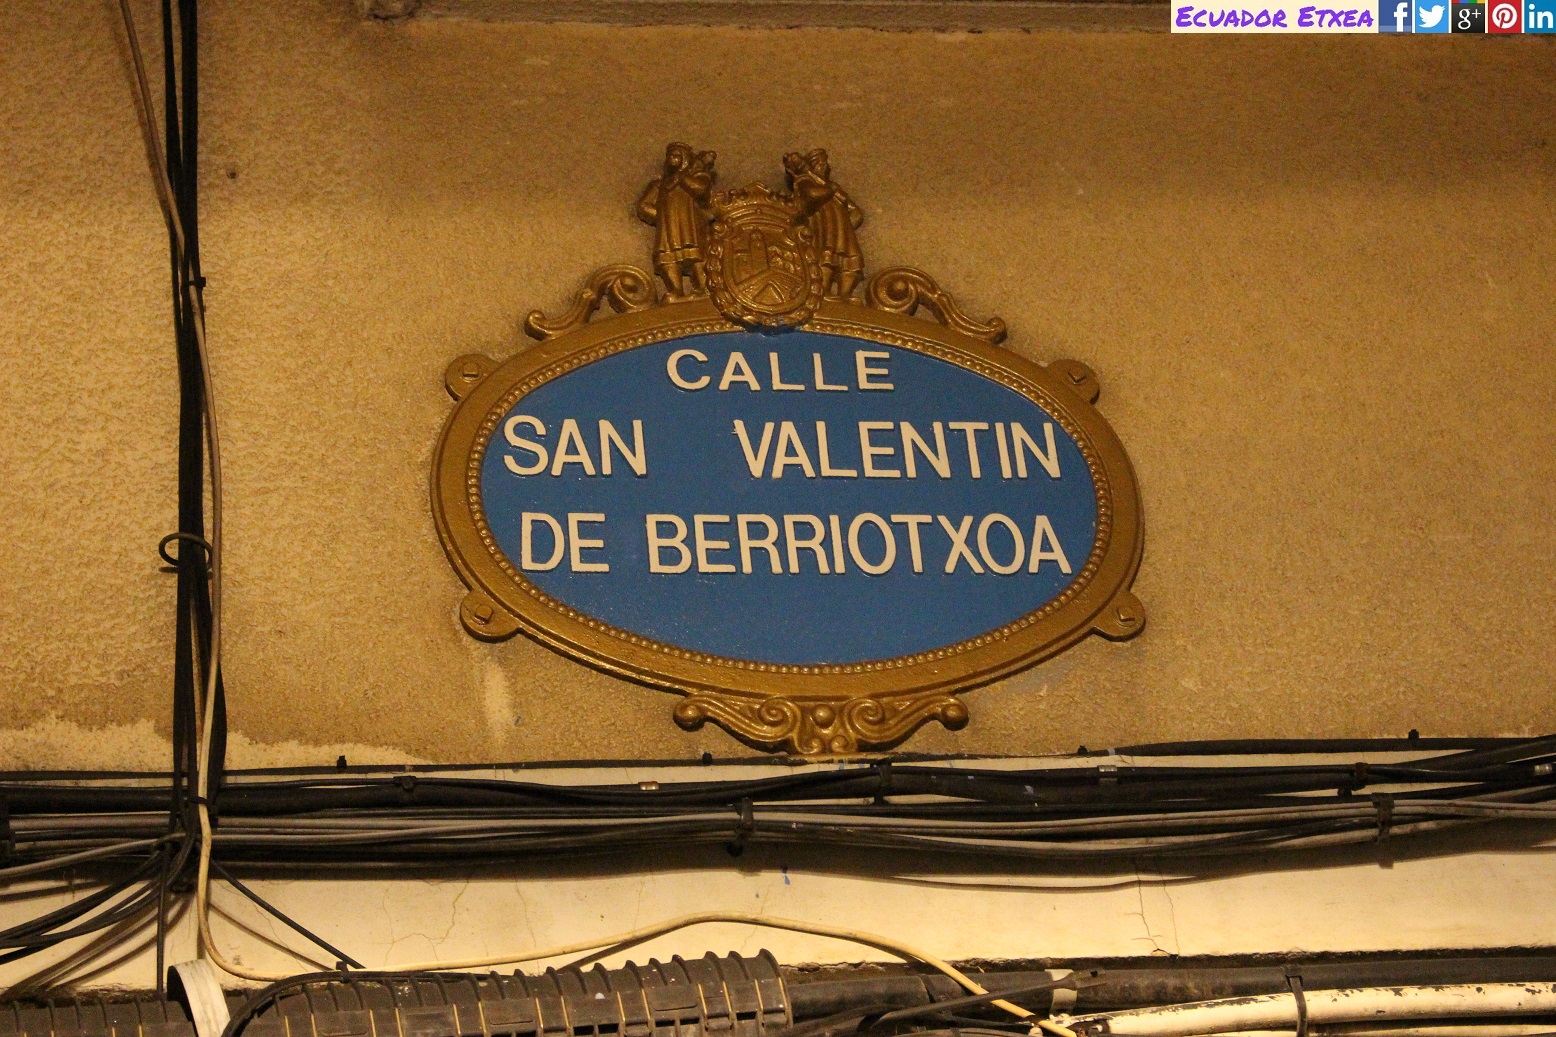 Ecuador Etxea
CALLE
SAN VALENTIN
DE BERRIOTXOA